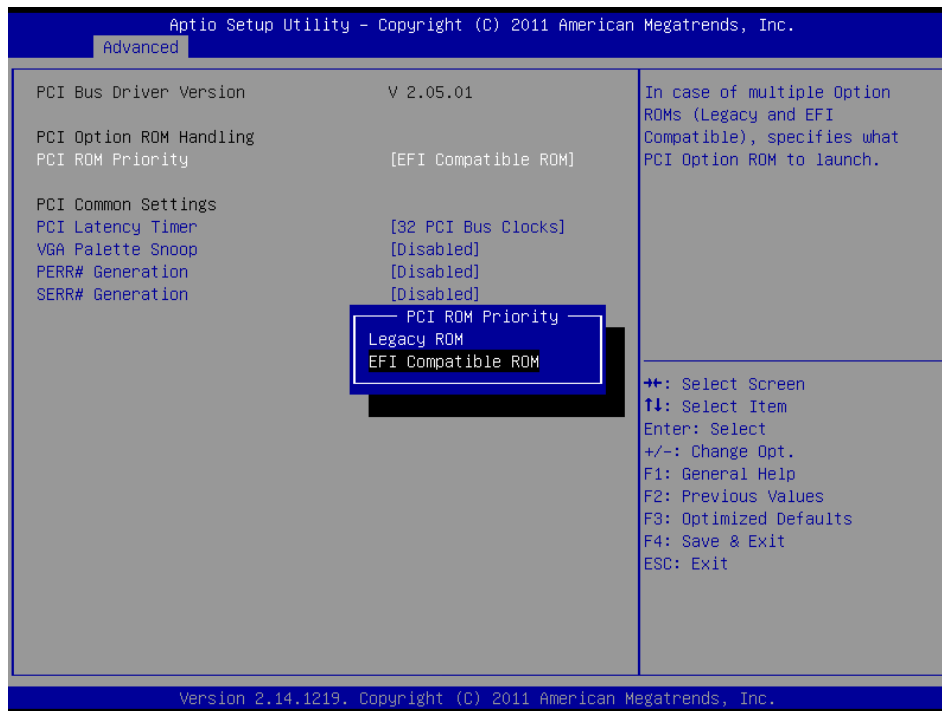 Aptio Setup Utility – Copyright (C) 2011 American Megatrends, Inc.
Advanced
PCI Bus Driver Version V 2.05.01
PCI Option ROM Handling
PCI ROM Priority [EFI Compatible ROM]
PCI Common Settings
PCI Latency Timer [32 PCI Bus Clocks]
VGA Palette Snoop [Disabled]
PERR# Generation [Disabled]
SERR# Generation [Disabled]
PCI ROM Priority
Legacy ROM
EFI Compatible ROM
In case of multiple Option
ROMs (Legacy and EFI
Compatible), specifies what
PCI Option ROM to launch.
→←: Select Screen
↑↓: Select Item
Enter: Select
+/-: Change Opt.
F1: General Help
F2: Previous Values
F3: Optimized Defaults
F4: Save & Exit
ESC: Exit
Version 2.14.1219. Copyright (C) 2011 American Megatrends, Inc.